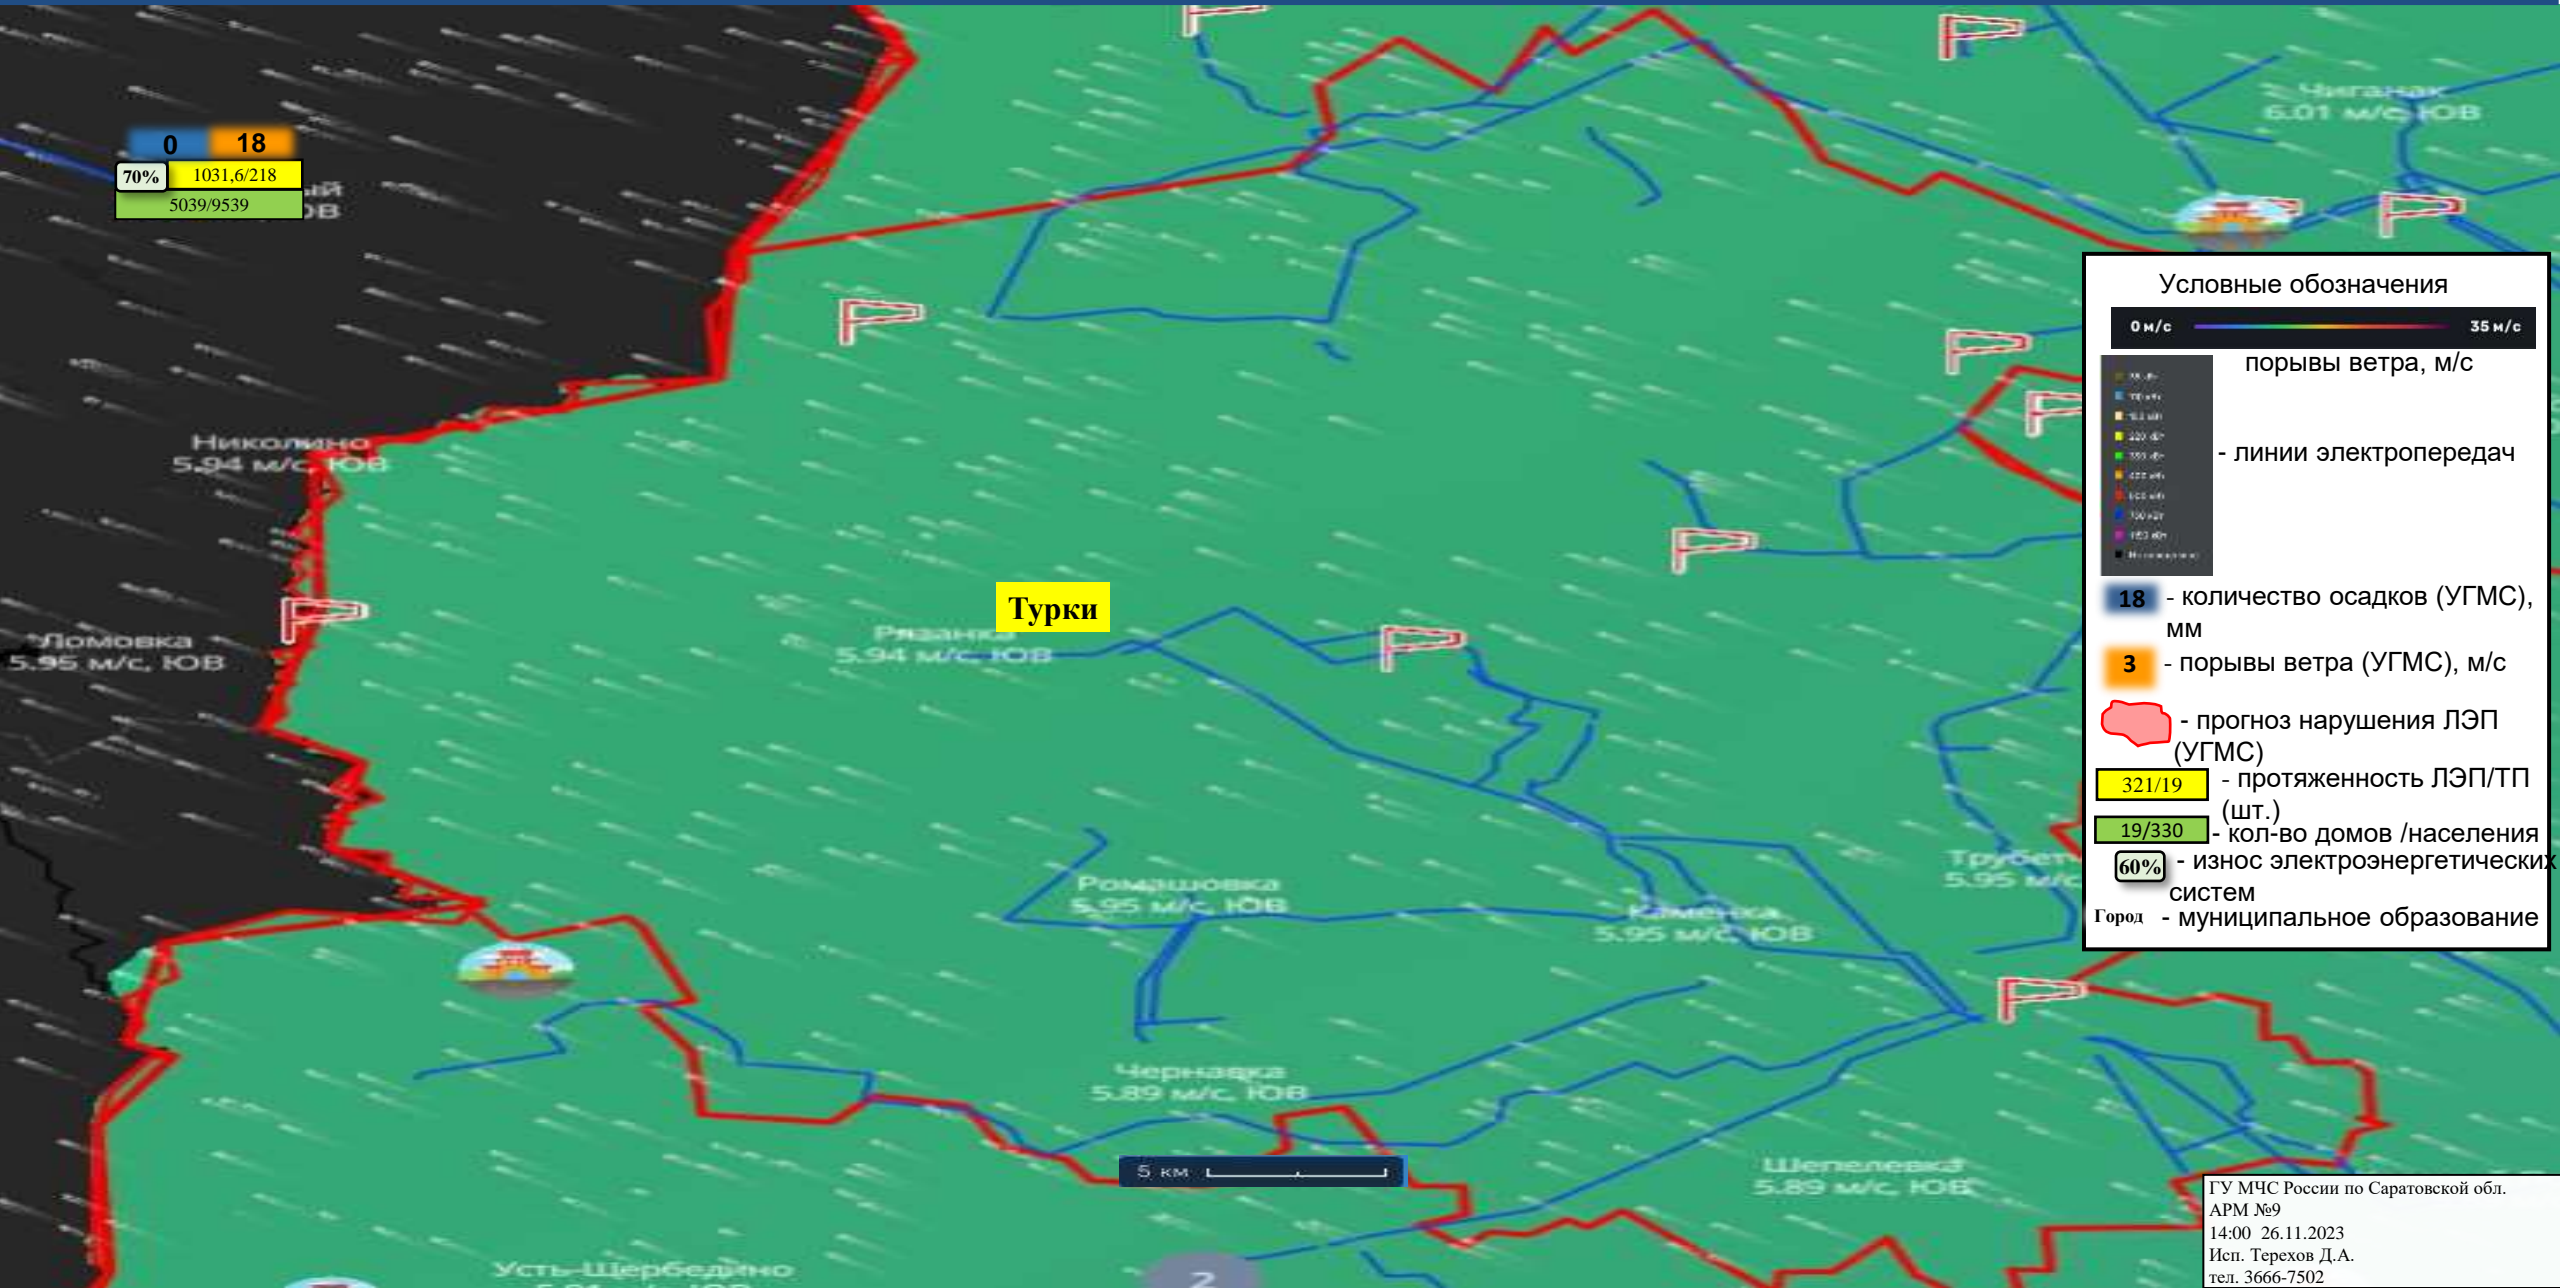 Чиганак
6.01 м/с, ЮВ
0 18
70% 1031,6/218
5039/9539
Николино
5.94 м/с, ЮВ
Ломовка
5.95 м/с, ЮВ
Турки
Рязанка
5.94 м/с, ЮВ
Ромашовка
5.95 м/с, ЮВ
Каменка
5.95 м/с, ЮВ
5.95 м/с
Чернавка
5.89 м/с, ЮВ
5 км
Шепелевка
5.89 м/с, ЮВ
Усть-Щербедино
2
Условные обозначения
0 м/с 35 м/с
порывы ветра, м/с
- линии электропередач
18 - количество осадков (УГМС),
мм
3 - порывы ветра (УГМС), м/с
- прогноз нарушения ЛЭП
(УГМС)
321/19 - протяженность ЛЭП/ТП
(шт.)
19/330 - кол-во домов /населения
60% - износ электроэнергетических
систем
Город - муниципальное образование
ГУ МЧС России по Саратовской обл.
АРМ №9
14:00 26.11.2023
Исп. Терехов Д.А.
тел. 3666-7502